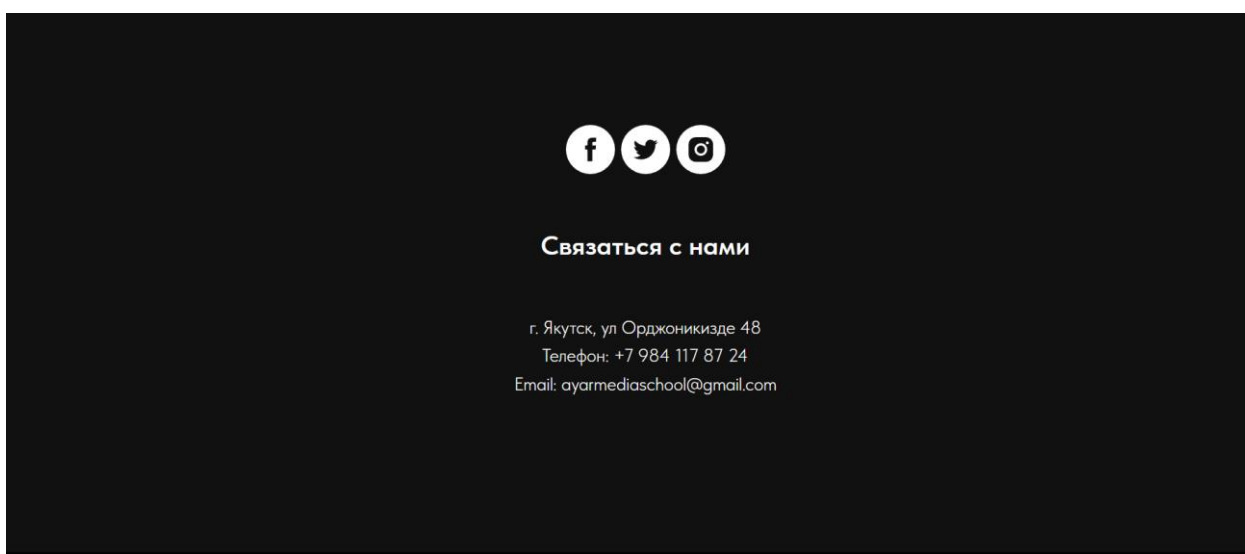 Связаться с нами
г. Якутск, ул Орджоникизде 48
Телефон: +7 984 117 87 24
Email: ayarmediaschool@gmail.com